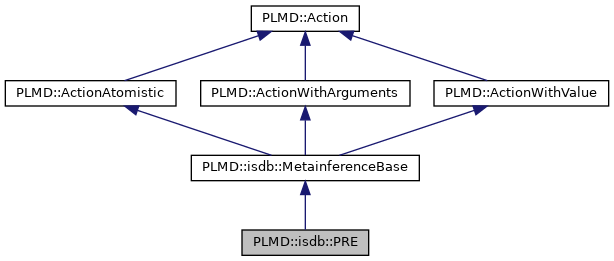 PLMD::Action
PLMD::ActionAtomistic
PLMD::ActionWithArguments
PLMD::ActionWithValue
PLMD::isdb::MetainferenceBase
PLMD::isdb::PRE